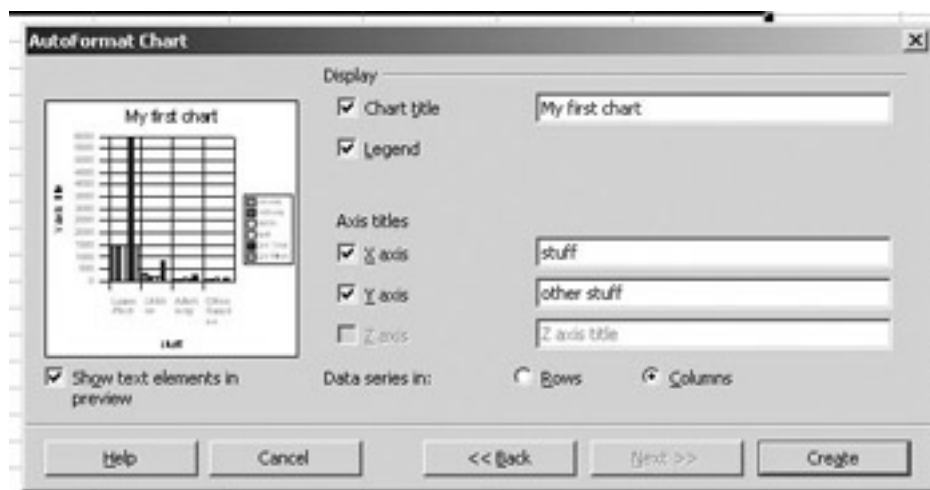 AutoFormat Chart
Display
Chart title
My first chart
Legend
My first chart
stuff
Axis titles
X axis
stuff
Y axis
other stuff
Z axis
Z axis title
Show text elements in
preview
Data series in:
Rows
Columns
Help
Cancel
<< Back
Next >>
Create